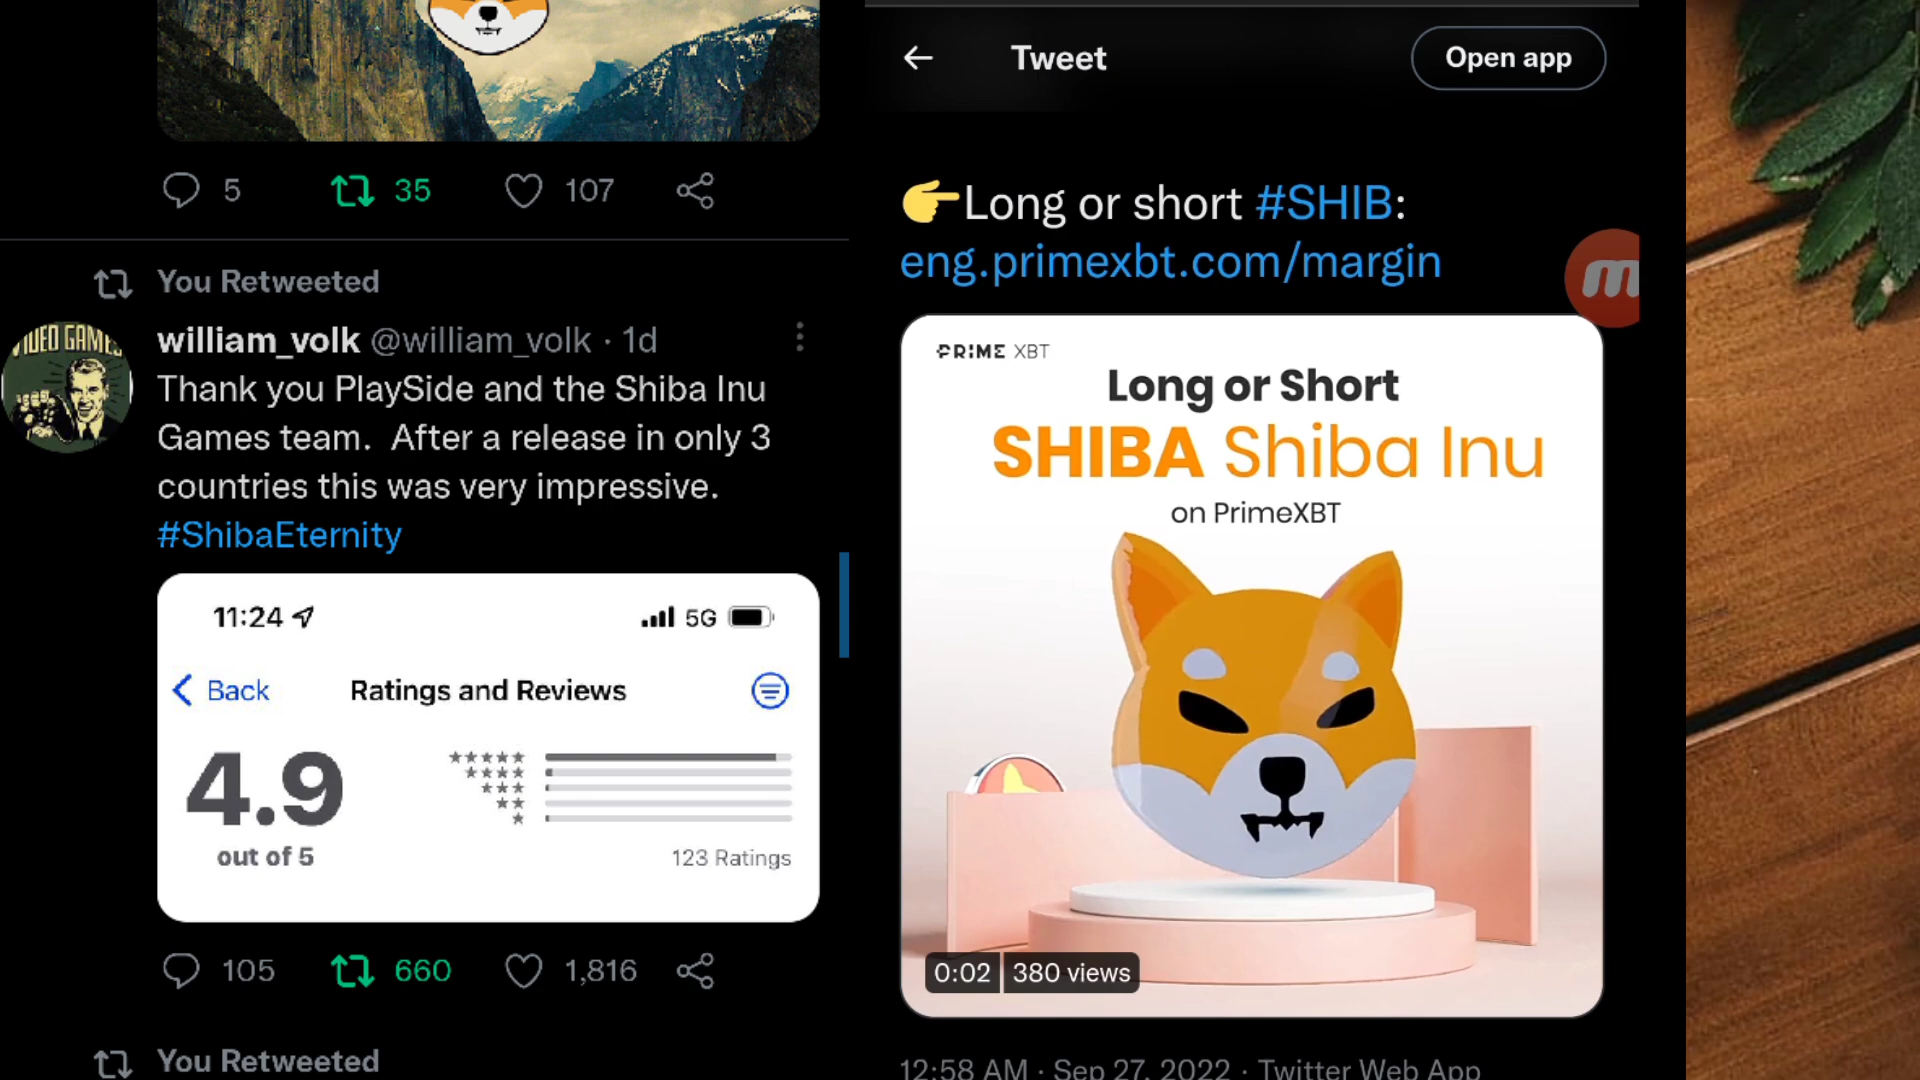 5 35 107
You Retweeted
VIDEO GAMES
william_volk @william_volk · 1d
Thank you PlaySide and the Shiba Inu
Games team. After a release in only 3
countries this was very impressive.
#ShibaEternity
11:24 5G
Back Ratings and Reviews
4.9
out of 5
123 Ratings
105 660 1,816
You Retweeted
Tweet Open app
👉Long or short #SHIB:
eng.primexbt.com/margin
PRIME XBT
Long or Short
SHIBA Shiba Inu
on PrimeXBT
0:02 380 views
12:58 AM · Sep 27, 2022 · Twitter Web App